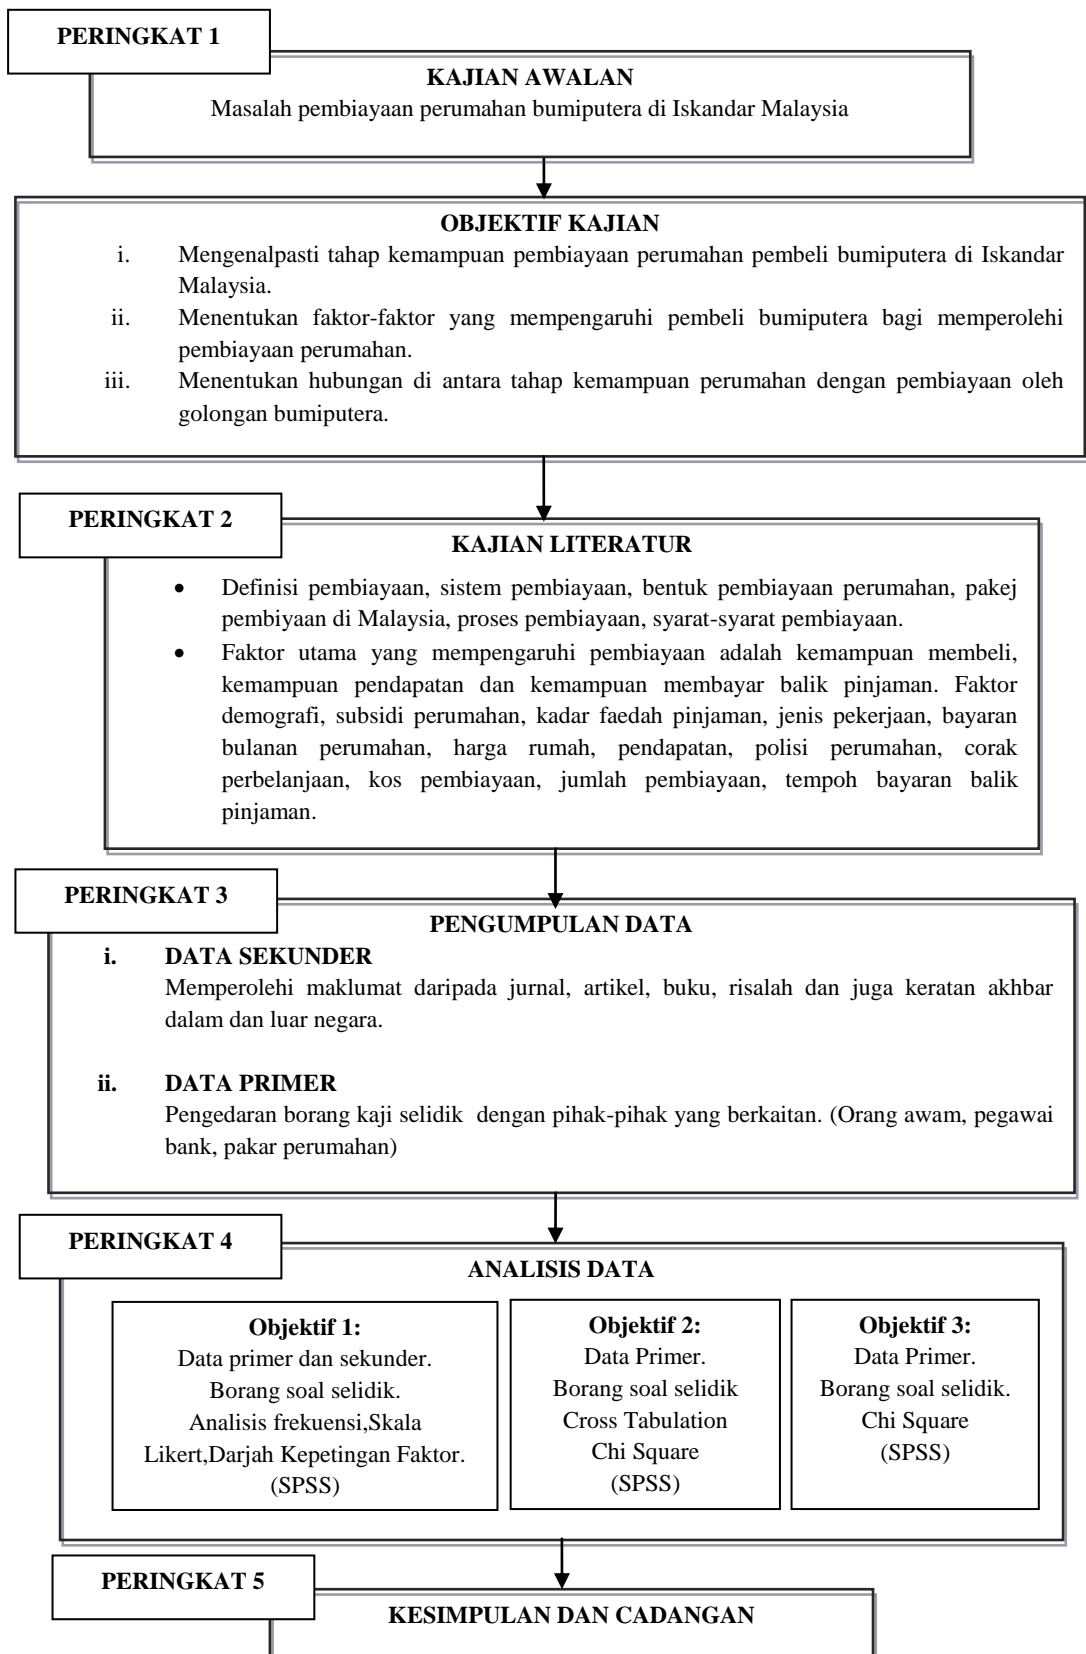 PERINGKAT 1
KAJIAN AWALAN
Masalah pembiayaan perumahan bumiputera di Iskandar Malaysia
OBJEKTIF KAJIAN
i. Mengenalpasti tahap kemampuan pembiayaan perumahan pembeli bumiputera di Iskandar
Malaysia.
ii. Menentukan faktor-faktor yang mempengaruhi pembeli bumiputera bagi memperolehi
pembiayaan perumahan.
iii. Menentukan hubungan di antara tahap kemampuan perumahan dengan pembiayaan oleh
golongan bumiputera.
PERINGKAT 2
KAJIAN LITERATUR
• Definisi pembiayaan, sistem pembiayaan, bentuk pembiayaan perumahan, pakej
pembiyaan di Malaysia, proses pembiayaan, syarat-syarat pembiayaan.
• Faktor utama yang mempengaruhi pembiayaan adalah kemampuan membeli,
kemampuan pendapatan dan kemampuan membayar balik pinjaman. Faktor
demografi, subsidi perumahan, kadar faedah pinjaman, jenis pekerjaan, bayaran
bulanan perumahan, harga rumah, pendapatan, polisi perumahan, corak
perbelanjaan, kos pembiayaan, jumlah pembiayaan, tempoh bayaran balik
pinjaman.
PERINGKAT 3
PENGUMPULAN DATA
i. DATA SEKUNDER
Memperolehi maklumat daripada jurnal, artikel, buku, risalah dan juga keratan akhbar
dalam dan luar negara.
ii. DATA PRIMER
Pengedaran borang kaji selidik dengan pihak-pihak yang berkaitan. (Orang awam, pegawai
bank, pakar perumahan)
PERINGKAT 4
ANALISIS DATA
Objektif 1:
Data primer dan sekunder.
Borang soal selidik.
Analisis frekuensi,Skala
Likert,Darjah Kepetingan Faktor.
(SPSS)
Objektif 2:
Data Primer.
Borang soal selidik
Cross Tabulation
Chi Square
(SPSS)
Objektif 3:
Data Primer.
Borang soal selidik.
Chi Square
(SPSS)
PERINGKAT 5
KESIMPULAN DAN CADANGAN